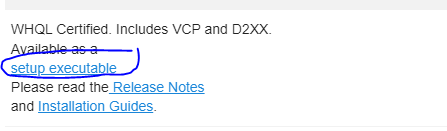 WHQL Certified. Includes VCP and D2XX.
Available as a
setup executable
Please read the Release Notes
and Installation Guides.